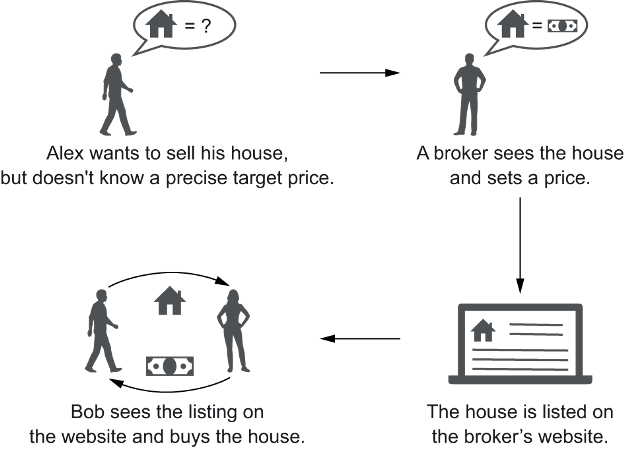 = ?
=
Alex wants to sell his house,
but doesn't know a precise target price.
A broker sees the house
and sets a price.
The house is listed on
the broker’s website.
Bob sees the listing on
the website and buys the house.